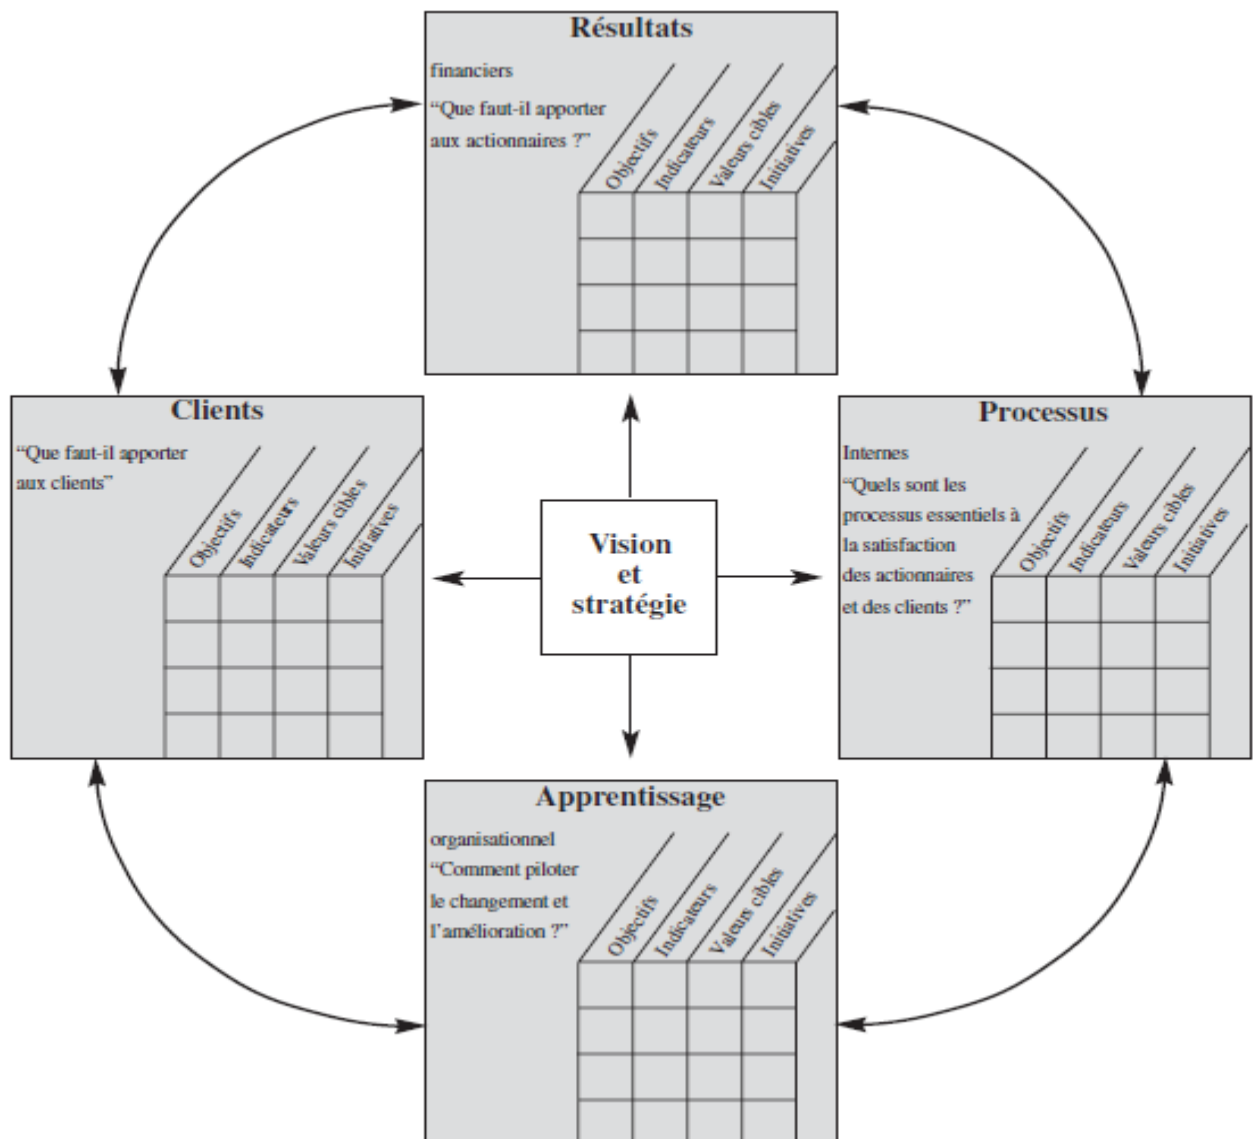 Résultats
financiers
“Que faut-il apporter
aux actionnaires ?”
Objectifs
Indicateurs
Valeurs cibles
Initiatives
Clients
“Que faut-il apporter
aux clients”
Objectifs
Indicateurs
Valeurs cibles
Initiatives
Vision
et
stratégie
Processus
Internes
“Quels sont les
processus essentiels à
la satisfaction
des actionnaires
et des clients ?”
Objectifs
Indicateurs
Valeurs cibles
Initiatives
Apprentissage
organisationnel
“Comment piloter
le changement et
l’amélioration ?”
Objectifs
Indicateurs
Valeurs cibles
Initiatives